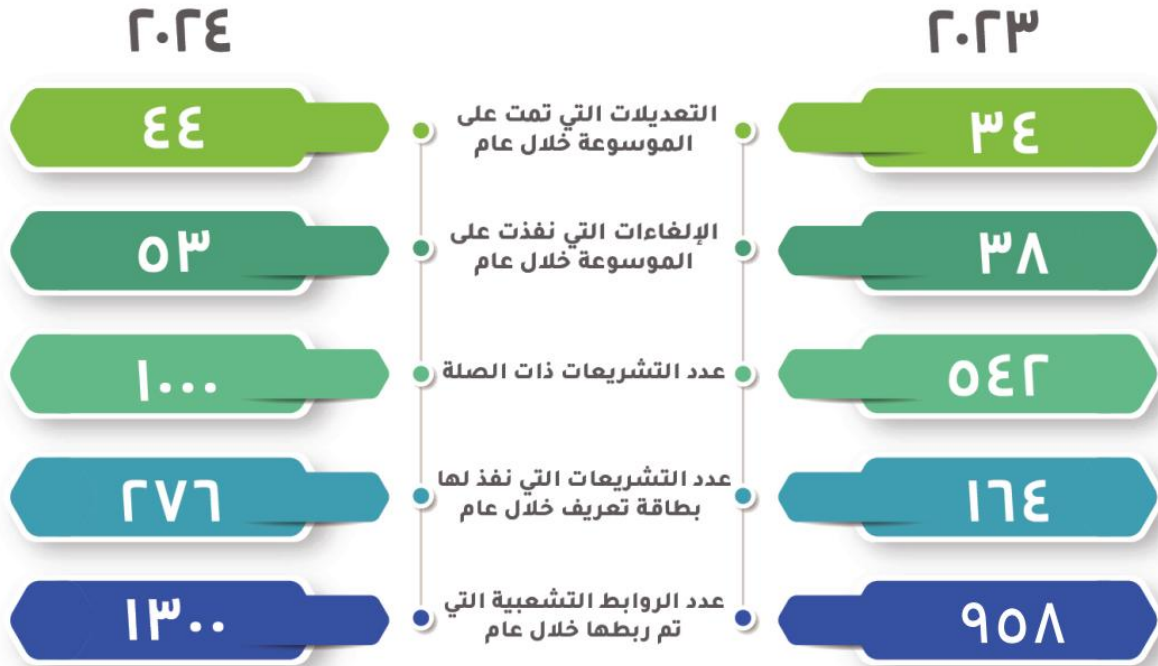 ٢٠٢٣
٢٠٢٤
٣٤
التعديلات التي تمت على
الموسوعة خلال عام
٤٤
٣٨
الإلغاءات التي نفذت على
الموسوعة خلال عام
٥٣
٥٤٢
عدد التشريعات ذات الصلة
١٠٠٠
١٦٤
عدد التشريعات التي نفذ لها
بطاقة تعريف خلال عام
٢٧٦
٩٥٨
عدد الروابط التشعبية التي
تم ربطها خلال عام
١٣٠٠